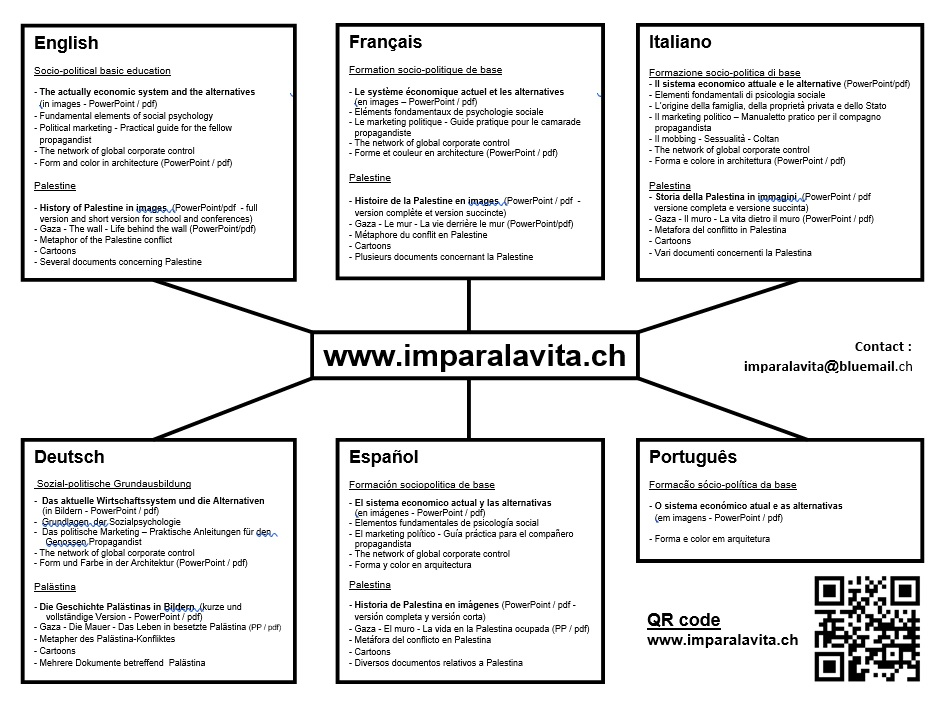 English
Socio-political basic education
- The actually economic system and the alternatives
(in images - PowerPoint / pdf)
- Fundamental elements of social psychology
- Political marketing - Practical guide for the fellow
propagandist
- The network of global corporate control
- Form and color in architecture (PowerPoint / pdf)
Palestine
- History of Palestine in images (PowerPoint/pdf - full
version and short version for school and conferences)
- Gaza - The wall - Life behind the wall (PowerPoint/pdf)
- Metaphor of the Palestine conflict
- Cartoons
- Several documents concerning Palestine
Français
Formation socio-politique de base
- Le système économique actuel et les alternatives
(en images – PowerPoint / pdf)
- Eléments fondamentaux de psychologie sociale
- Le marketing politique - Guide pratique pour le camarade
propagandiste
- The network of global corporate control
- Forme et couleur en architecture (PowerPoint / pdf)
Palestine
- Histoire de la Palestine en images (PowerPoint / pdf -
version complète et version succincte)
- Gaza - Le mur - La vie derrière le mur (PowerPoint/pdf)
- Métaphore du conflit en Palestine
- Cartoons
- Plusieurs documents concernant la Palestine
Italiano
Formazione socio-politica di base
- Il sistema economico attuale e le alternative (PowerPoint/pdf)
- Elementi fondamentali di psicologia sociale
- L'origine della famiglia, della proprietà privata e dello Stato
- Il marketing politico – Manualetto pratico per il compagno
propagandista
- Il mobbing - Sessualità - Coltan
- The network of global corporate control
- Forma e colore in architettura (PowerPoint / pdf)
Palestina
- Storia della Palestina in immagini (PowerPoint / pdf
versione completa e versione succinta)
- Gaza - Il muro - La vita dietro il muro (PowerPoint / pdf)
- Metafora del conflitto in Palestina
- Cartoons
- Vari documenti concernenti la Palestina
www.imparalavita.ch
Contact :
imparalavita@bluemail.ch
Deutsch
Sozial-politische Grundausbildung
- Das aktuelle Wirtschaftssystem und die Alternativen
(in Bildern - PowerPoint / pdf)
- Grundlagen der Sozialpsychologie
- Das politische Marketing – Praktische Anleitungen für den
Genossen Propagandist
- The network of global corporate control
- Form und Farbe in der Architektur (PowerPoint / pdf)
Palästina
- Die Geschichte Palästinas in Bildern (kurze und
vollständige Version - PowerPoint / pdf)
- Gaza - Die Mauer - Das Leben in besetzte Palästina (PP / pdf)
- Metapher des Palästina-Konfliktes
- Cartoons
- Mehrere Dokumente betreffend Palästina
Español
Formación sociopolitica de base
- El sistema economico actual y las alternativas
(en imágenes - PowerPoint / pdf)
- Elementos fundamentales de psicología social
- El marketing político - Guía práctica para el compañero
propagandista
- The network of global corporate control
- Forma y color en arquitectura
Palestina
- Historia de Palestina en imágenes (PowerPoint / pdf -
versión completa y versión corta)
- Gaza - El muro - La vida en la Palestina ocupada (PP / pdf)
- Metáfora del conflicto en Palestina
- Cartoons
- Diversos documentos relativos a Palestina
Português
Formacão sócio-política da base
- O sistema económico atual e as alternativas
(em imagens - PowerPoint / pdf)
- Forma e color em arquitetura
QR code
www.imparalavita.ch